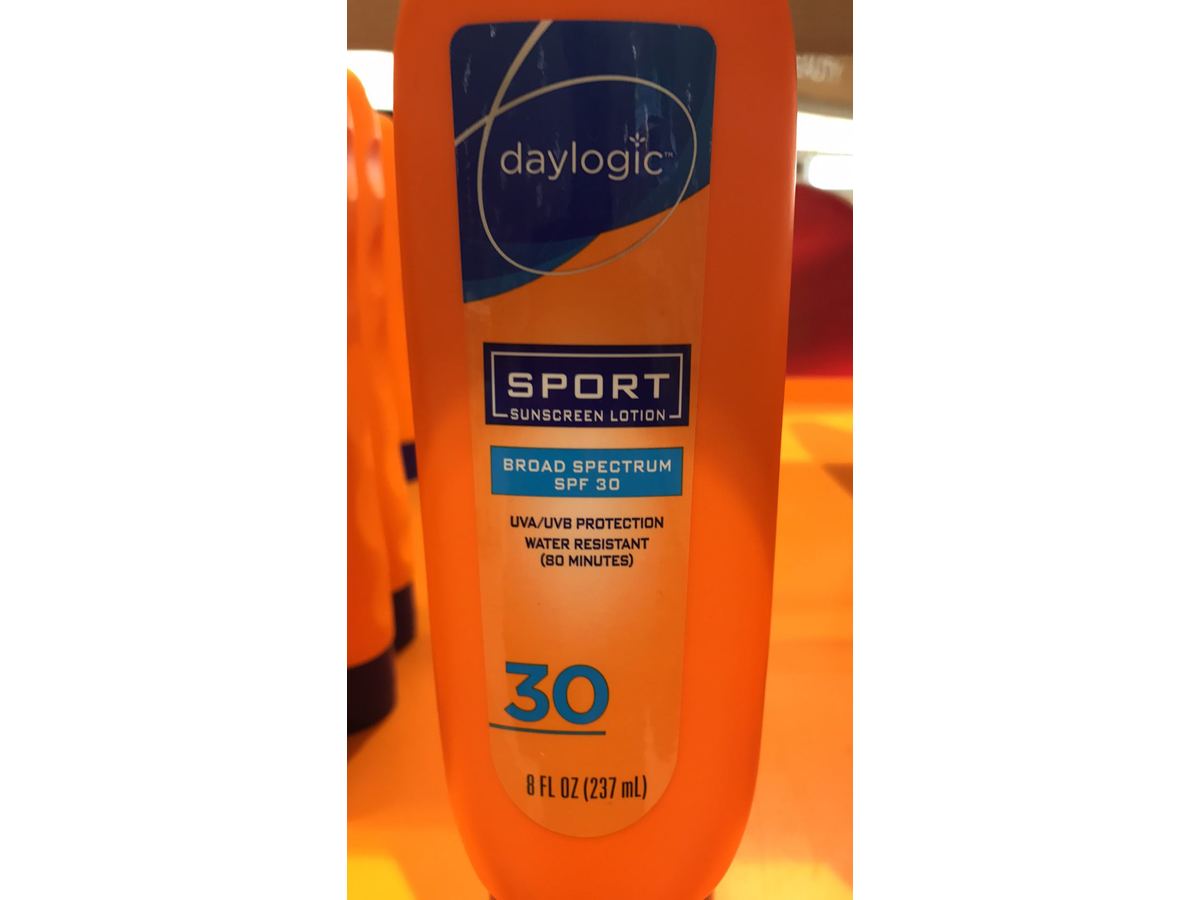 daylogic™
SPORT
SUNSCREEN LOTION
BROAD SPECTRUM
SPF 30
UVA/UVB PROTECTION
WATER RESISTANT
(80 MINUTES)
30
8 FL OZ (237 mL)